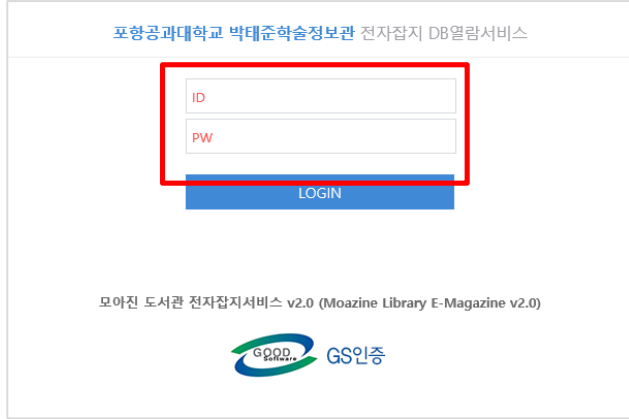 포항공과대학교 박태준학술정보관 전자잡지 DB열람서비스
ID
PW
LOGIN
모아진 도서관 전자잡지서비스 v2.0 (Moazine Library E-Magazine v2.0)
GOOD
Software
GS인증